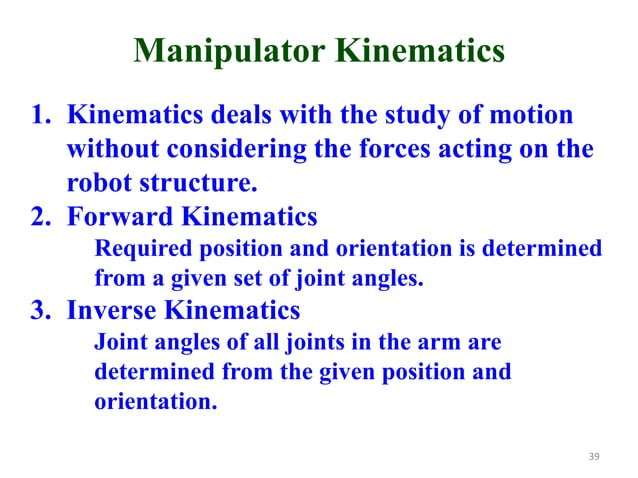 Manipulator Kinematics
1. Kinematics deals with the study of motion
without considering the forces acting on the
robot structure.
2. Forward Kinematics
Required position and orientation is determined
from a given set of joint angles.
3. Inverse Kinematics
Joint angles of all joints in the arm are
determined from the given position and
orientation.
39